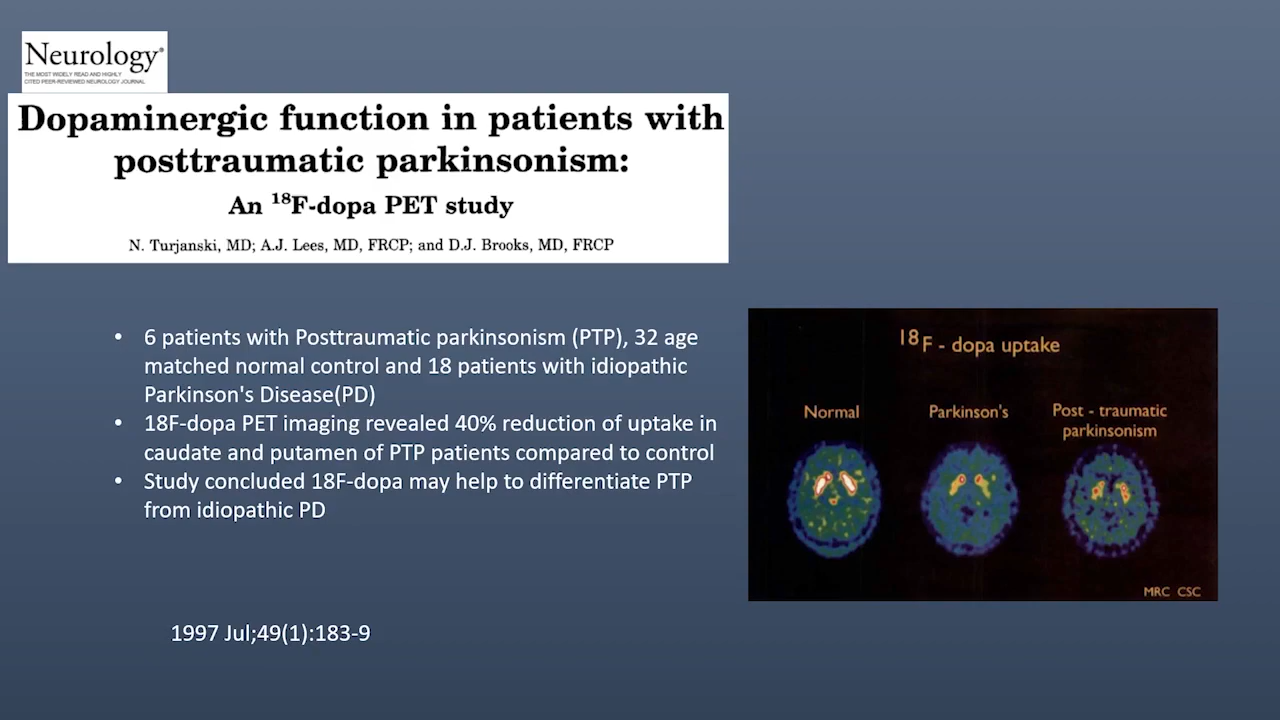 Neurology®
THE MOST WIDELY READ AND HIGHLY
CITED PEER-REVIEWED NEUROLOGY JOURNAL
Dopaminergic function in patients with
posttraumatic parkinsonism:
An 18F-dopa PET study
N. Turjanski, MD; A.J. Lees, MD, FRCP; and D.J. Brooks, MD, FRCP
• 6 patients with Posttraumatic parkinsonism (PTP), 32 age
matched normal control and 18 patients with idiopathic
Parkinson's Disease(PD)
• 18F-dopa PET imaging revealed 40% reduction of uptake in
caudate and putamen of PTP patients compared to control
• Study concluded 18F-dopa may help to differentiate PTP
from idiopathic PD
1997 Jul;49(1):183-9
18F - dopa uptake
Normal
Parkinson's
Post - traumatic
parkinsonism
MRC CSC